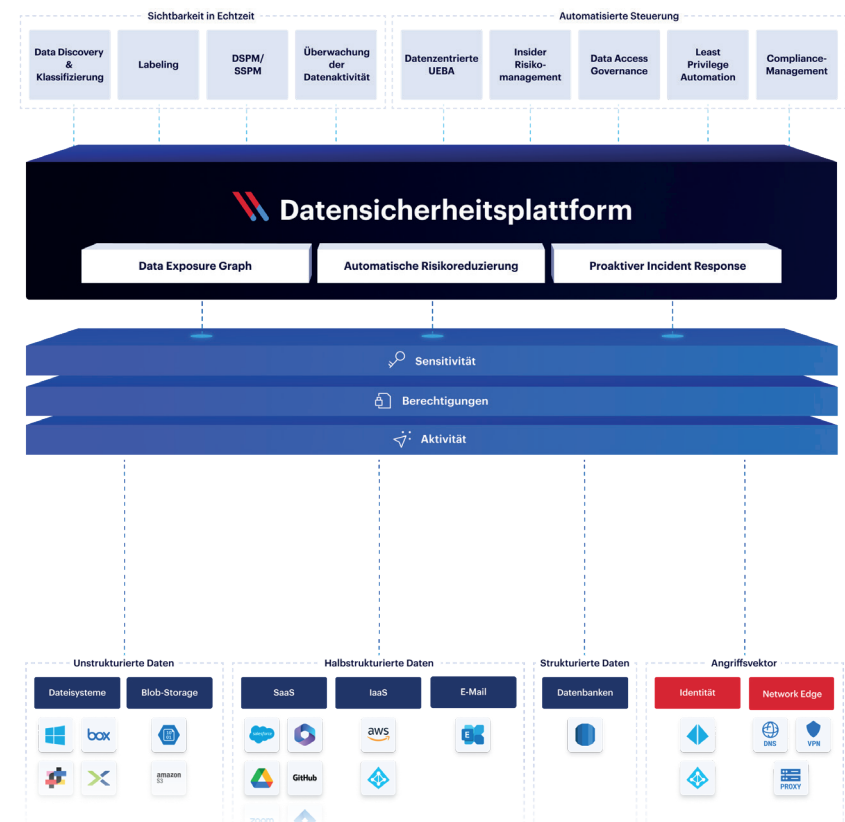 Sichtbarkeit in Echtzeit
Automatisierte Steuerung
Data Discovery
&
Klassifizierung
Labeling
DSPM/
SSPM
Überwachung
der
Datenaktivität
Datenzentrierte
UEBA
Insider
Risiko-
management
Data Access
Governance
Least
Privilege
Automation
Compliance-
Management
Datensicherheitsplattform
Data Exposure Graph
Automatische Risikoreduzierung
Proaktiver Incident Response
Sensitivität
Berechtigungen
Aktivität
Unstrukturierte Daten
Halbstrukturierte Daten
Strukturierte Daten
Angriffsvektor
Dateisysteme
Blob-Storage
SaaS
IaaS
E-Mail
Datenbanken
Identität
Network Edge
box
salesforce
aws
E
DNS
VPN
amazon
S3
GitHub
PROXY
zoom